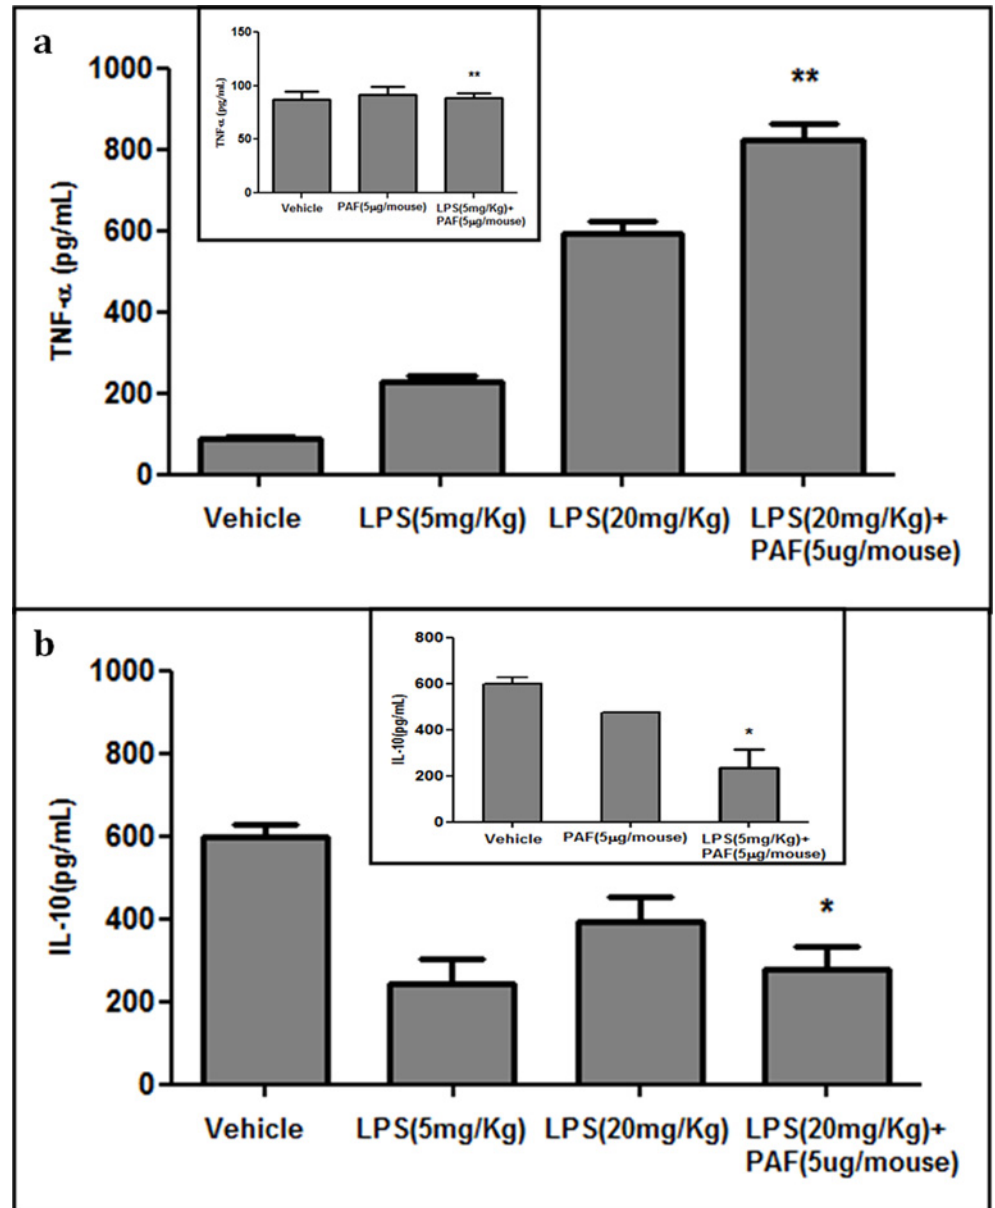 a
1000
800
600
400
200
0
TNF-α (pg/mL)
**
Vehicle
LPS(5mg/Kg)
LPS(20mg/Kg)
LPS(20mg/Kg)+
PAF(5ug/mouse)
150
100
50
0
TNF-α (pg/mL)
**
Vehicle
PAF(5µg/mouse)
LPS(5mg/Kg)+
PAF(5µg/mouse)
b
1000
800
600
400
200
0
IL-10(pg/mL)
*
Vehicle
LPS(5mg/Kg)
LPS(20mg/Kg)
LPS(20mg/Kg)+
PAF(5ug/mouse)
800
600
400
200
0
IL-10(pg/mL)
*
Vehicle
PAF(5µg/mouse)
LPS(5mg/Kg)+
PAF(5µg/mouse)